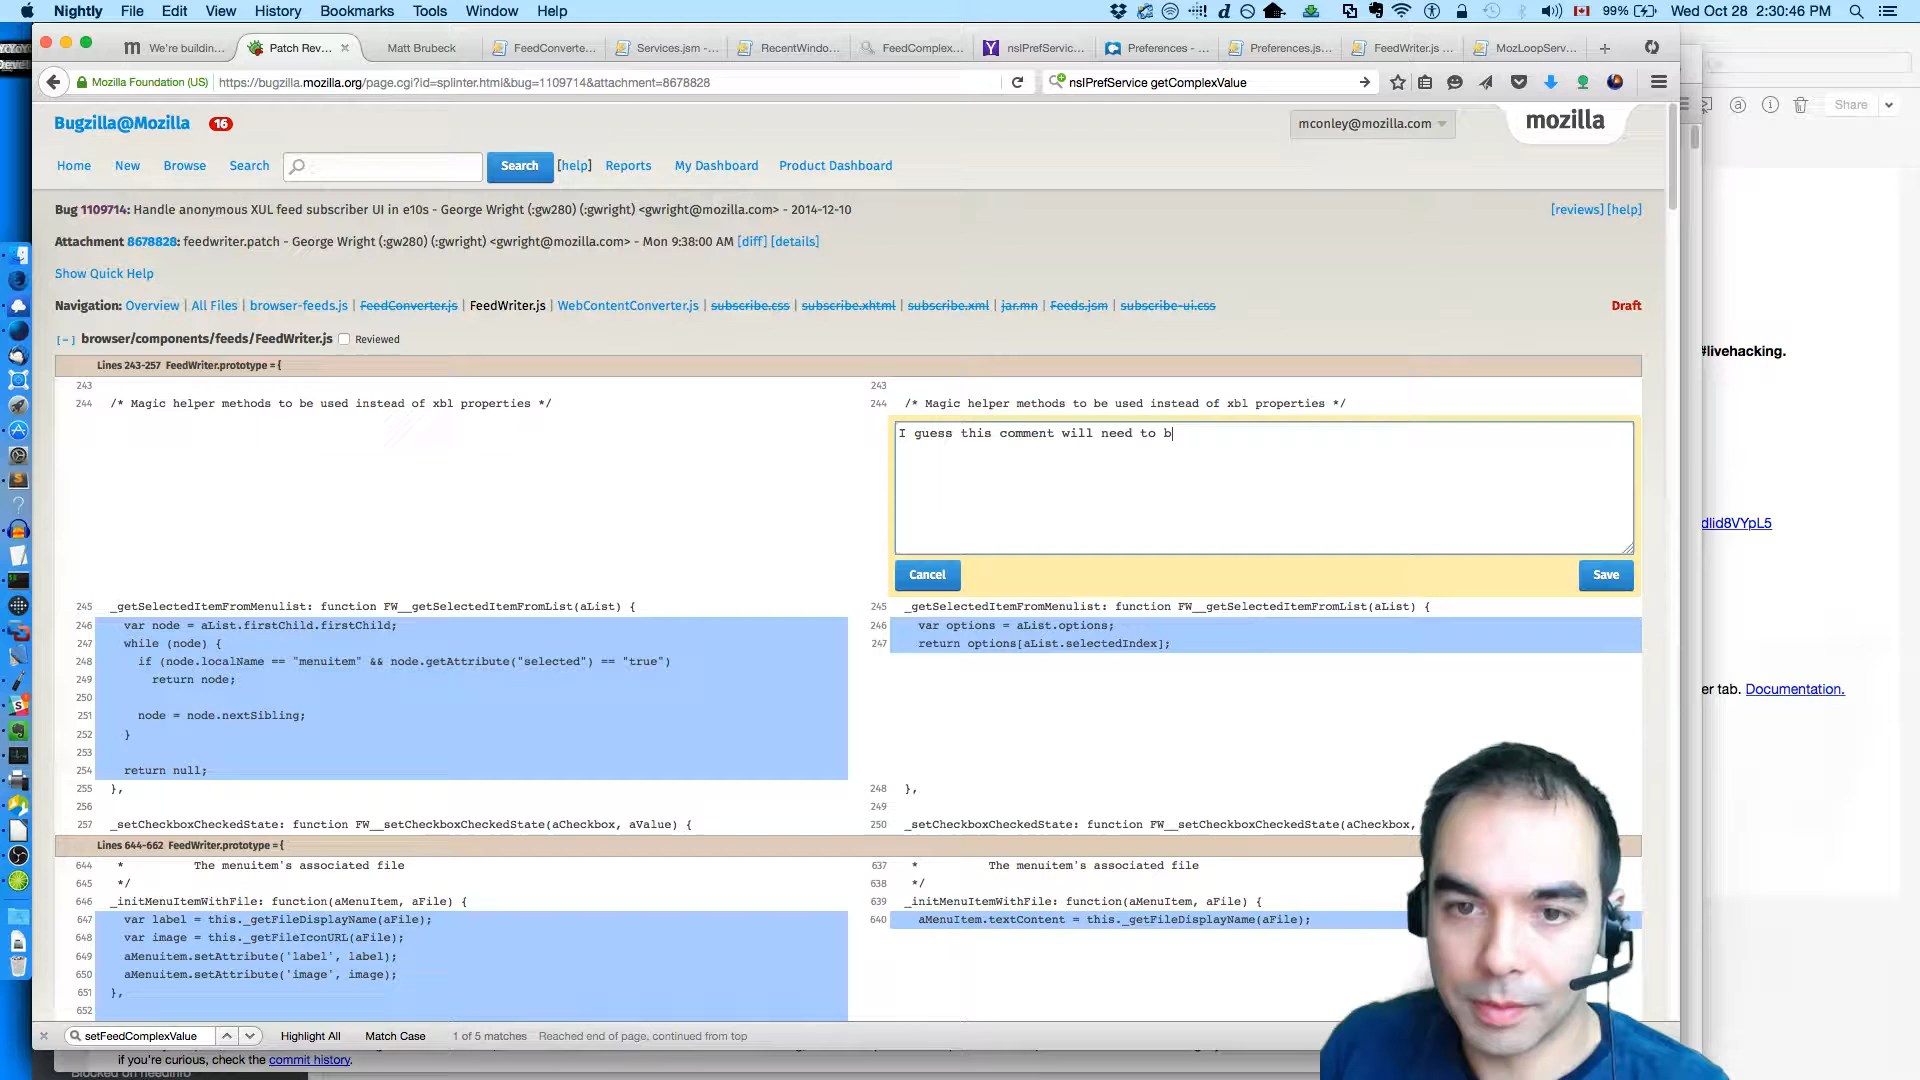 Nightly File Edit View History Bookmarks Tools Window Help 99% Wed Oct 28 2:30:46 PM
We're buildin... Patch Rev... Matt Brubeck FeedConverte... Services.jsm -... RecentWindo... FeedComplex... nsIPrefServic... Preferences - ... Preferences.js... FeedWriter.js ... MozLoopServ...
Mozilla Foundation (US) https://bugzilla.mozilla.org/page.cgi?id=splinter.html&bug=1109714&attachment=8678828 nsIPrefService getComplexValue
Share
Bugzilla@Mozilla 16 mconley@mozilla.com mozilla
Home New Browse Search Search [help] Reports My Dashboard Product Dashboard
Bug 1109714: Handle anonymous XUL feed subscriber UI in e10s - George Wright (:gw280) (:gwright) <gwright@mozilla.com> - 2014-12-10 [reviews] [help]
Attachment 8678828: feedwriter.patch - George Wright (:gw280) (:gwright) <gwright@mozilla.com> - Mon 9:38:00 AM [diff] [details]
Show Quick Help
Navigation: Overview | All Files | browser-feeds.js | FeedConverter.js | FeedWriter.js | WebContentConverter.js | subscribe.css | subscribe.xhtml | subscribe.xml | jar.mn | Feeds.jsm | subscribe-ui.css Draft
[-] browser/components/feeds/FeedWriter.js Reviewed
#livehacking.
Lines 243-257 FeedWriter.prototype = {
243 243
244 /* Magic helper methods to be used instead of xbl properties */ 244 /* Magic helper methods to be used instead of xbl properties */
I guess this comment will need to b
dlid8VYpL5
Cancel Save
245 _getSelectedItemFromMenulist: function FW__getSelectedItemFromList(aList) { 245 _getSelectedItemFromMenulist: function FW__getSelectedItemFromList(aList) {
246 var node = aList.firstChild.firstChild; 246 var options = aList.options;
247 while (node) { 247 return options[aList.selectedIndex];
248 if (node.localName == "menuitem" && node.getAttribute("selected") == "true")
249 return node;
er tab. Documentation.
250
251 node = node.nextSibling;
252 }
253
254 return null;
255 }, 248 },
256 249
257 _setCheckboxCheckedState: function FW__setCheckboxCheckedState(aCheckbox, aValue) { 250 _setCheckboxCheckedState: function FW__setCheckboxCheckedState(aCheckbox,
Lines 644-662 FeedWriter.prototype = {
644 * The menuitem's associated file 637 * The menuitem's associated file
645 */ 638 */
646 _initMenuItemWithFile: function(aMenuItem, aFile) { 639 _initMenuItemWithFile: function(aMenuItem, aFile) {
647 var label = this._getFileDisplayName(aFile); 640 aMenuItem.textContent = this._getFileDisplayName(aFile);
648 var image = this._getFileIconURL(aFile);
649 aMenuitem.setAttribute('label', label);
650 aMenuitem.setAttribute('image', image);
651 },
652
setFeedComplexValue Highlight All Match Case 1 of 5 matches Reached end of page, continued from top
if you're curious, check the commit history.
Blocked on needinfo